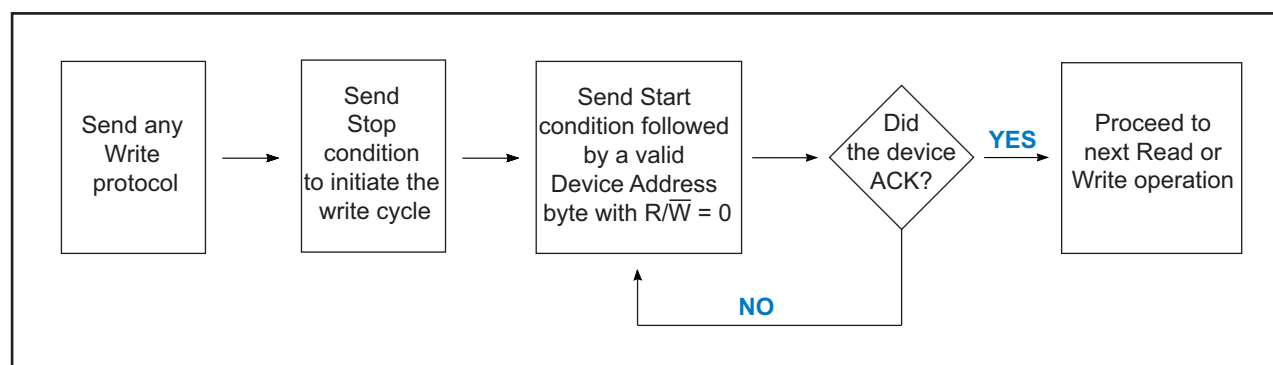 Send any
Write
protocol
Send
Stop
condition
to initiate the
write cycle
Send Start
condition followed
by a valid
Device Address
byte with R/W̅ = 0
Did
the device
ACK?
YES
Proceed to
next Read or
Write operation
NO